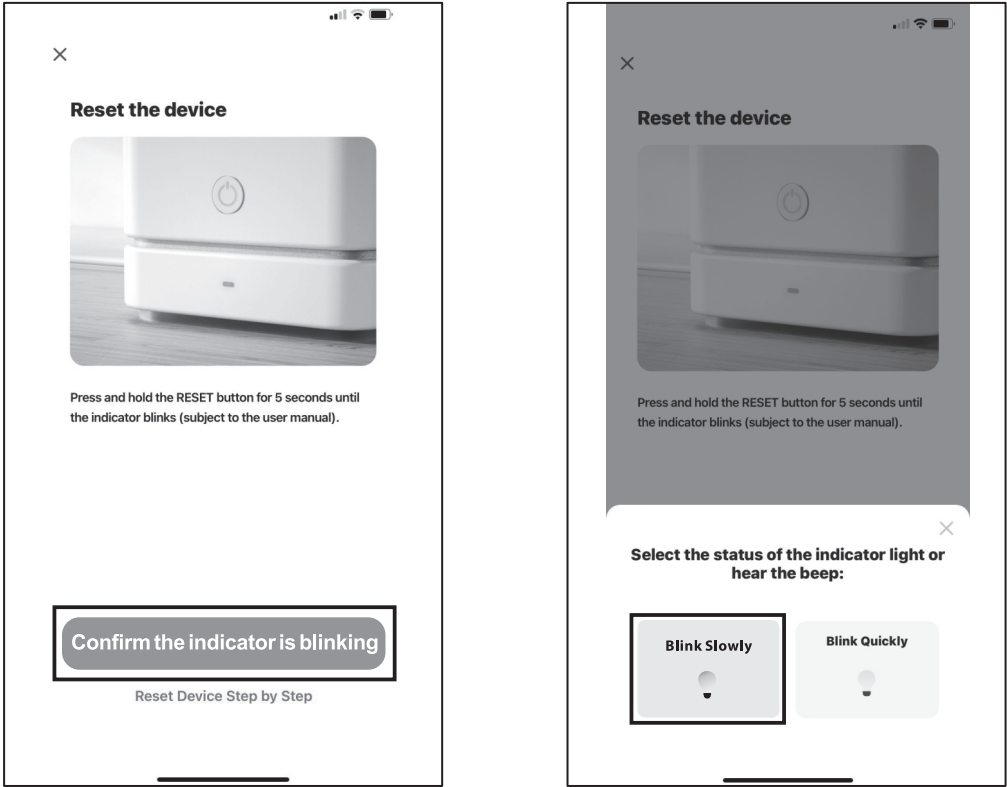 Reset the device
Press and hold the RESET button for 5 seconds until
the indicator blinks (subject to the user manual).
Confirm the indicator is blinking
Reset Device Step by Step
Reset the device
Press and hold the RESET button for 5 seconds until
the indicator blinks (subject to the user manual).
Select the status of the indicator light or
hear the beep:
Blink Slowly
Blink Quickly